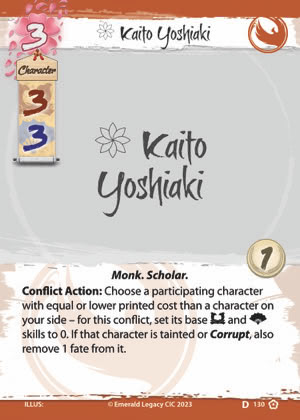 3
Kaito Yoshiaki
Character
3
3
Kaito
Yoshiaki
1
Monk. Scholar.
Conflict Action: Choose a participating character
with equal or lower printed cost than a character on
your side – for this conflict, set its base and
skills to 0. If that character is tainted or Corrupt, also
remove 1 fate from it.
ILLUS: © Emerald Legacy CIC 2023 D 130